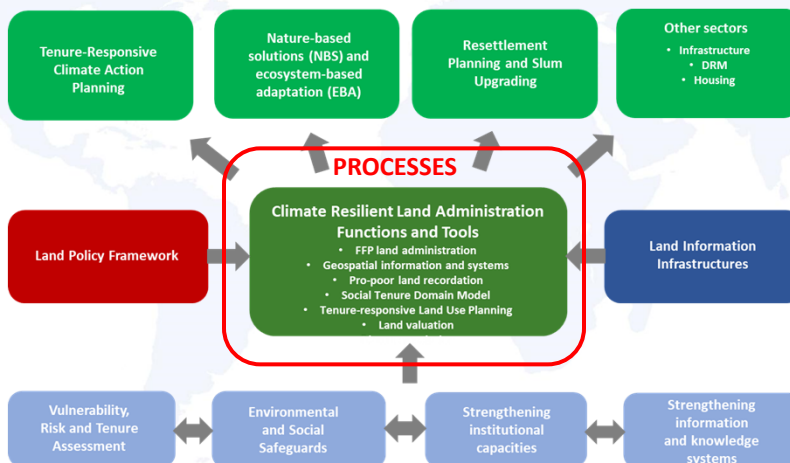 Tenure-Responsive
Climate Action
Planning
Nature-based
solutions (NBS) and
ecosystem-based
adaptation (EBA)
Resettlement
Planning and Slum
Upgrading
Other sectors
• Infrastructure
• DRM
• Housing
PROCESSES
Land Policy Framework
Climate Resilient Land Administration
Functions and Tools
• FFP land administration
• Geospatial information and systems
• Pro-poor land recordation
• Social Tenure Domain Model
• Tenure-responsive Land Use Planning
• Land valuation
Land Information
Infrastructures
Vulnerability,
Risk and Tenure
Assessment
Environmental
and Social
Safeguards
Strengthening
institutional
capacities
Strengthening
information
and knowledge
systems